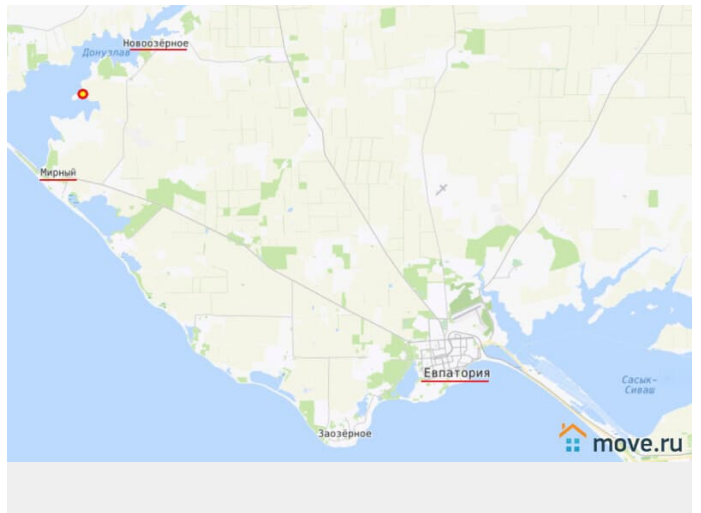 Новоозёрное
Донузлав
Мирный
Евпатория
Сасык-
Сиваш
Заозёрное
move.ru